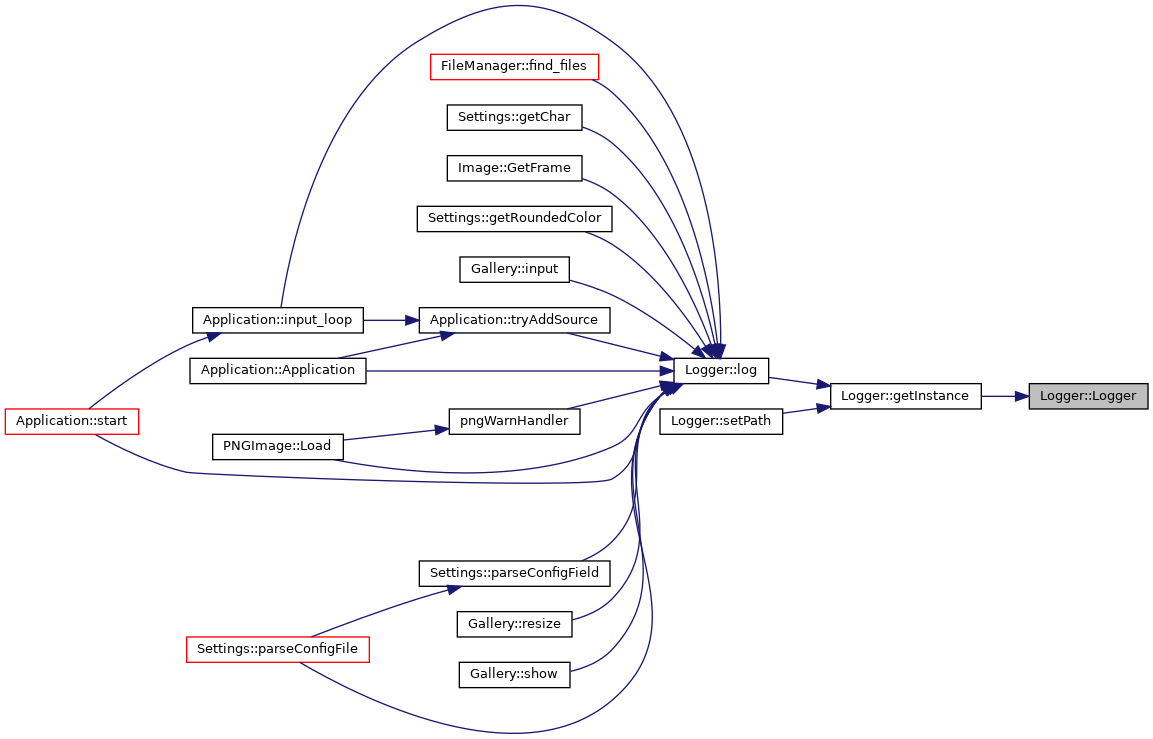 FileManager::find_files
Settings::getChar
Image::GetFrame
Settings::getRoundedColor
Gallery::input
Application::input_loop
Application::tryAddSource
Application::Application
Logger::log
Logger::getInstance
Logger::Logger
Application::start
pngWarnHandler
Logger::setPath
PNGImage::Load
Settings::parseConfigField
Gallery::resize
Settings::parseConfigFile
Gallery::show